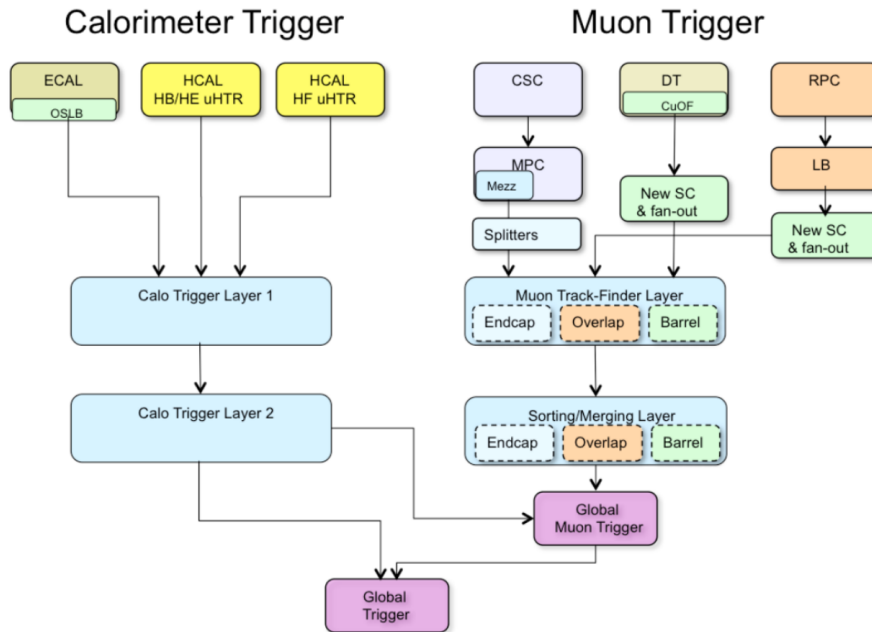 Calorimeter Trigger
Muon Trigger
ECAL
OSLB
HCAL
HB/HE uHTR
HCAL
HF uHTR
CSC
DT
CuOF
RPC
MPC
Mezz
LB
New SC
& fan-out
Splitters
New SC
& fan-out
Calo Trigger Layer 1
Muon Track-Finder Layer
Endcap
Overlap
Barrel
Calo Trigger Layer 2
Sorting/Merging Layer
Endcap
Overlap
Barrel
Global
Muon Trigger
Global
Trigger